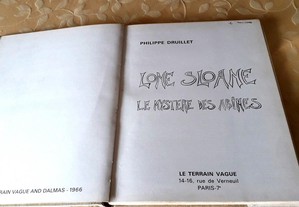 RAIN VAGUE AND DALMAS - 1966
PHILIPPE DRUILLET
LONE SLOANE
LE MYSTERE DES ABIMES
LE TERRAIN VAGUE
14-16, rue de Verneuil
PARIS-7e